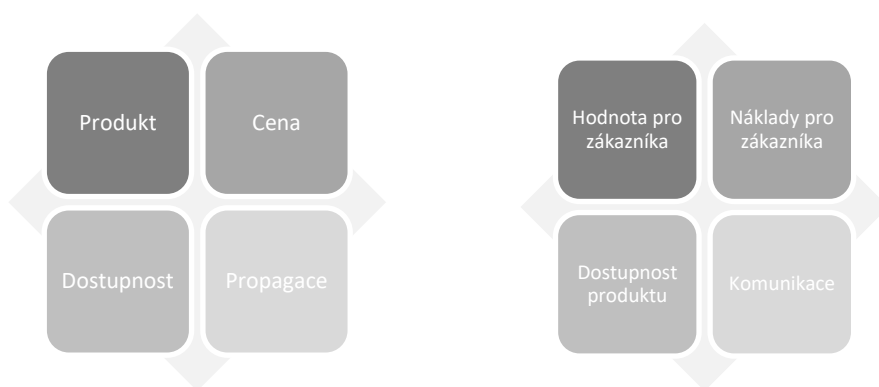 Produkt
Cena
Dostupnost
Propagace
Hodnota pro
zákazníka
Náklady pro
zákazníka
Dostupnost
produktu
Komunikace